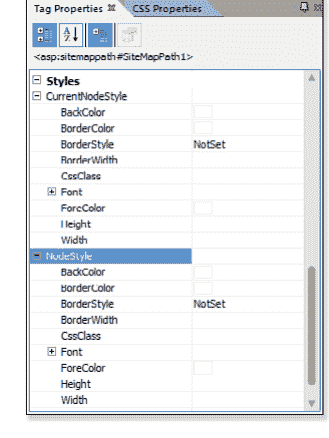 Tag Properties CSS Properties
<asp:sitemappath#SiteMapPath1>
Styles
CurrentNodeStyle
BackColor
BorderColor
BorderStyle NotSet
BorderWidth
CssClass
Font
ForeColor
Height
Width
NodeStyle
BackColor
BorderColor
BorderStyle NotSet
BorderWidth
CssClass
Font
ForeColor
Height
Width